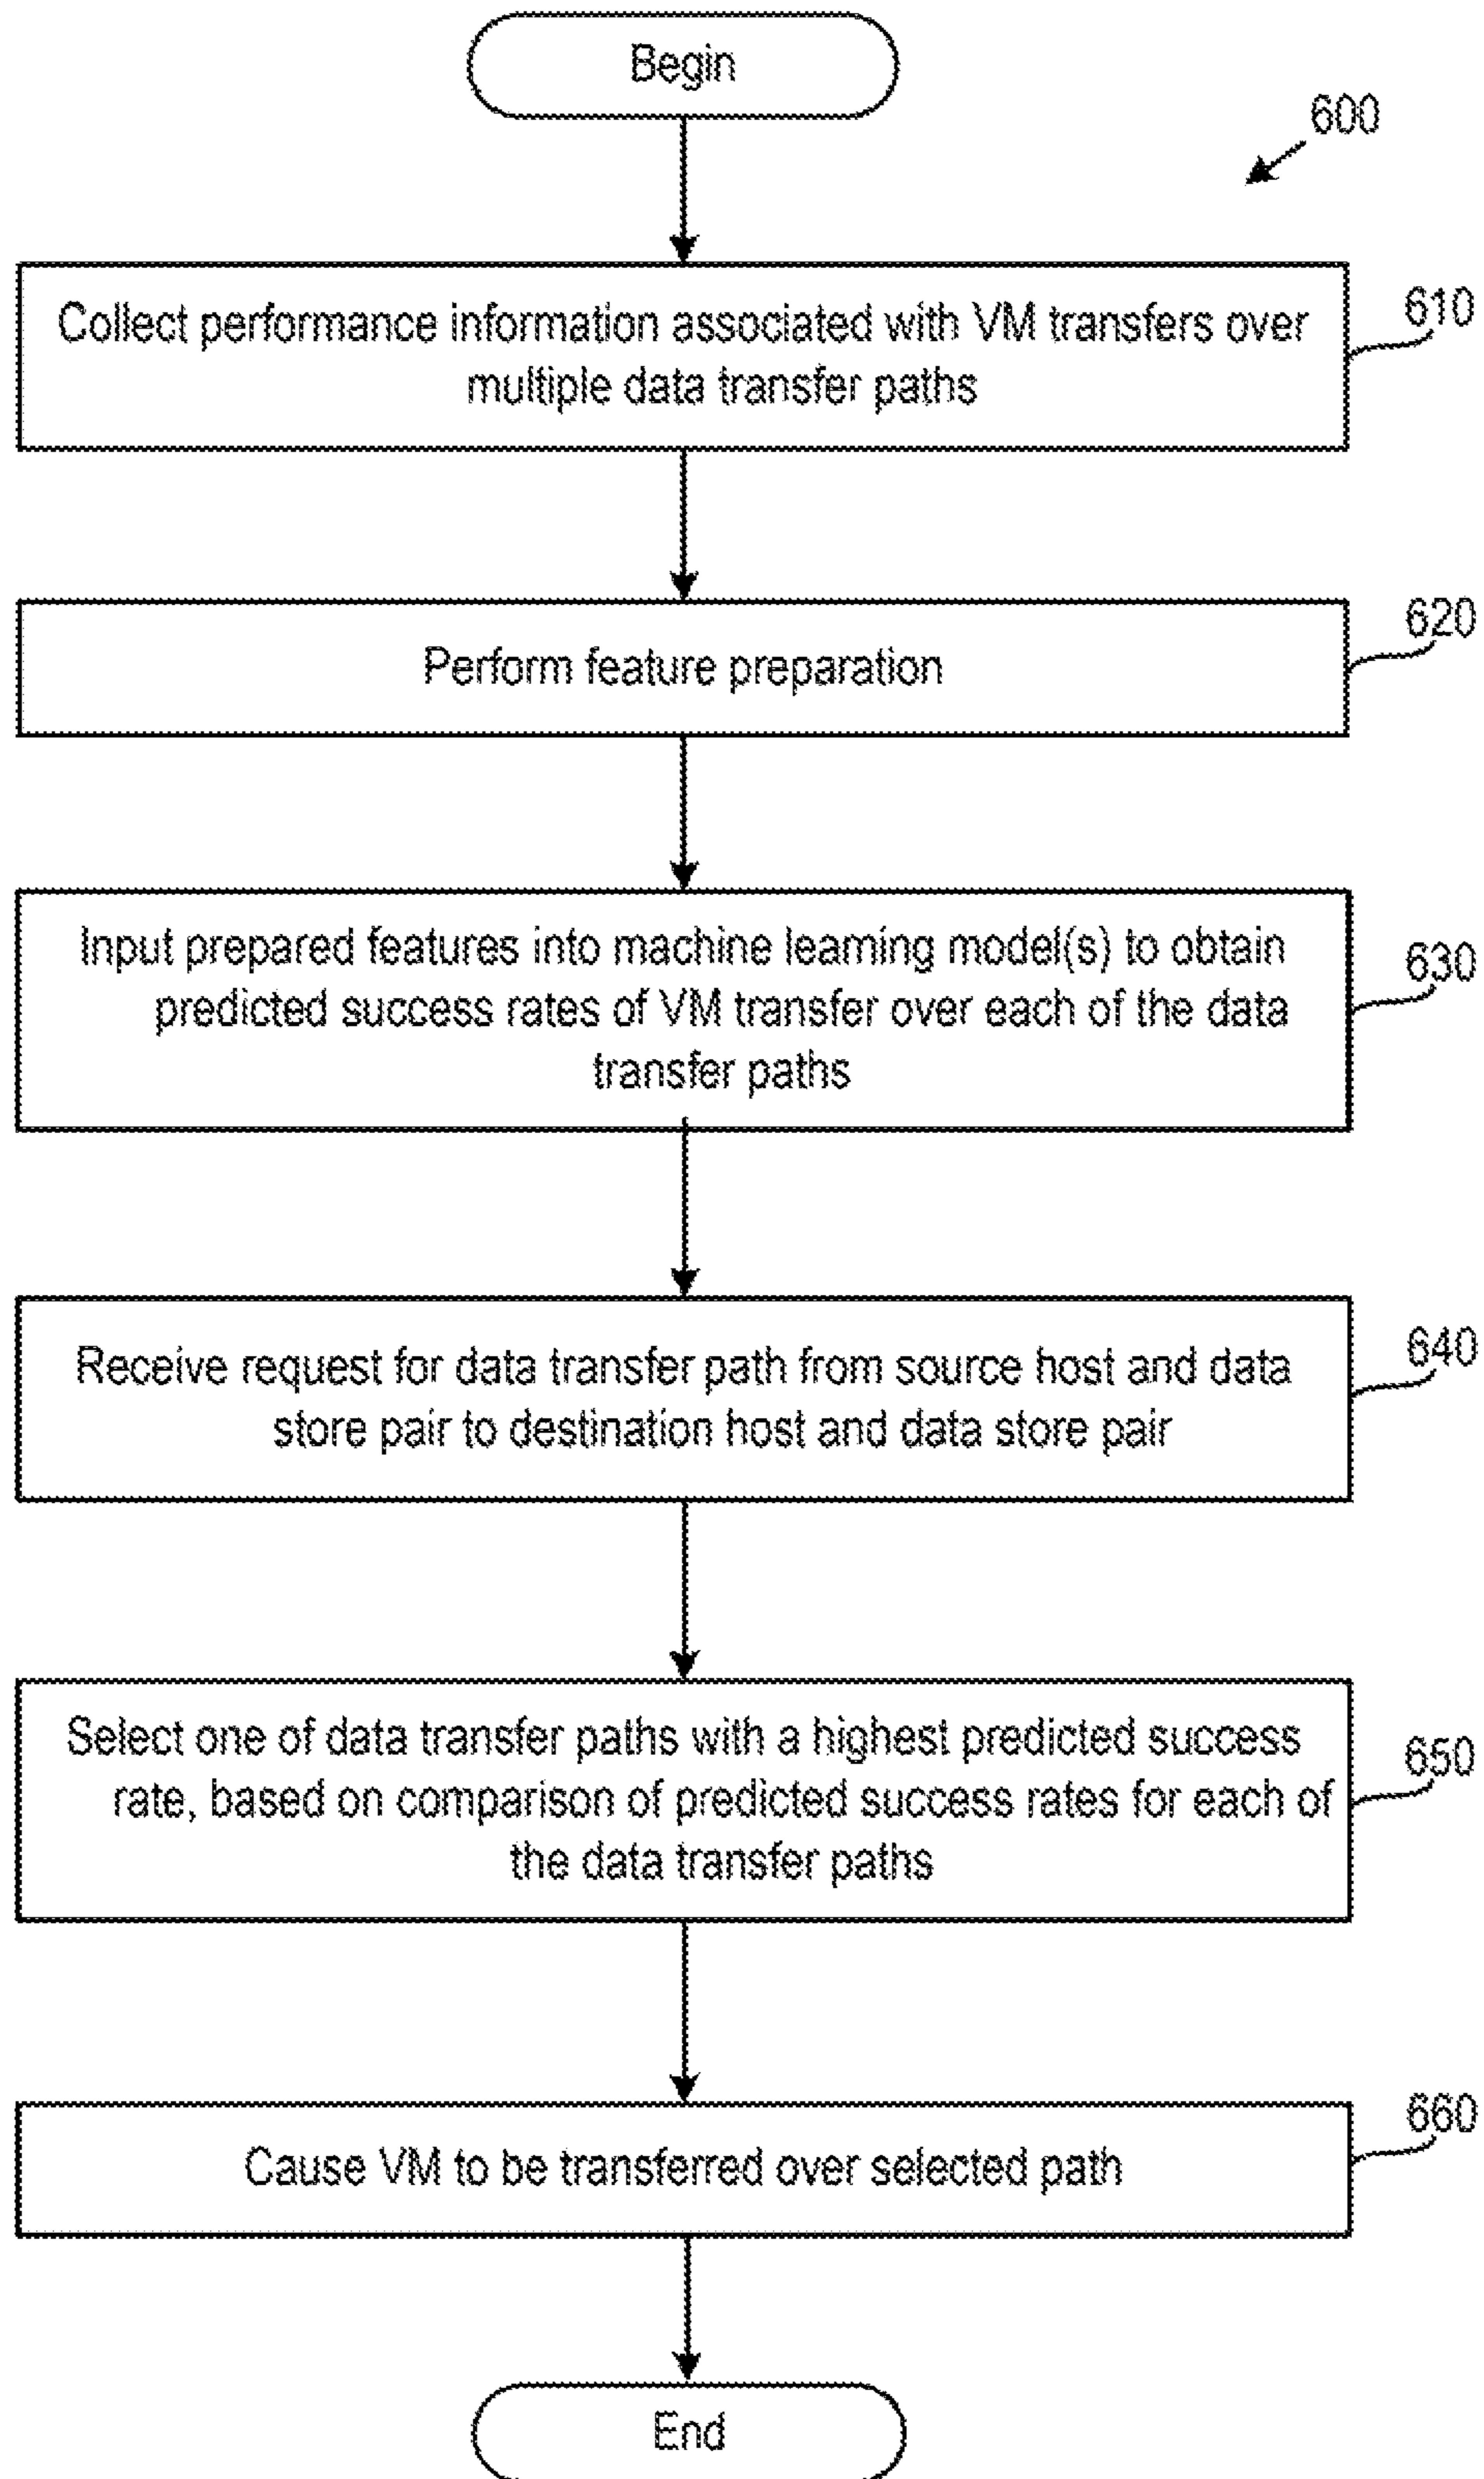 Begin
600
Collect performance information associated with VM transfers over
multiple data transfer paths
610
Perform feature preparation
620
Input prepared features into machine learning model(s) to obtain
predicted success rates of VM transfer over each of the data
transfer paths
630
Receive request for data transfer path from source host and data
store pair to destination host and data store pair
640
Select one of data transfer paths with a highest predicted success
rate, based on comparison of predicted success rates for each of
the data transfer paths
650
Cause VM to be transferred over selected path
660
End